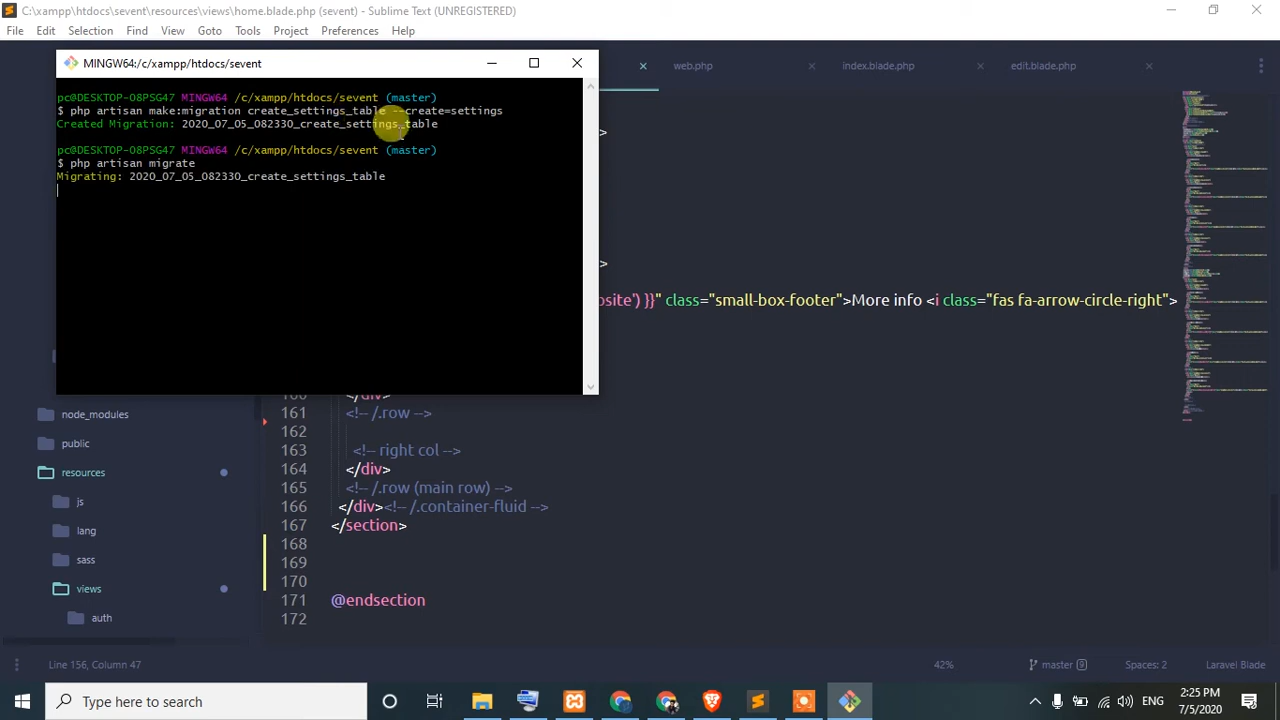 C:\xampp\htdocs\sevent\resources\views\home.blade.php (sevent) - Sublime Text (UNREGISTERED)
File Edit Selection Find View Goto Tools Project Preferences Help
MINGW64:/c/xampp/htdocs/sevent
web.php
index.blade.php
edit.blade.php
pc@DESKTOP-O8PSG47 MINGW64 /c/xampp/htdocs/sevent (master)
$ php artisan make:migration create_settings_table --create=settings
Created Migration: 2020_07_05_082330_create_settings_table
pc@DESKTOP-O8PSG47 MINGW64 /c/xampp/htdocs/sevent (master)
$ php artisan migrate
Migrating: 2020_07_05_082330_create_settings_table
>
>
osite') }}" class="small-box-footer">More info <i class="fas fa-arrow-circle-right">
160 </div>
161 <!-- /.row -->
162
163 <!-- right col -->
164 </div>
165 <!-- /.row (main row) -->
166 </div><!-- /.container-fluid -->
167 </section>
168
169
170
171 @endsection
172
node_modules
public
resources
js
lang
sass
views
auth
Line 156, Column 47
42%
master 9
Spaces: 2
Laravel Blade
Type here to search
ENG
2:25 PM
7/5/2020